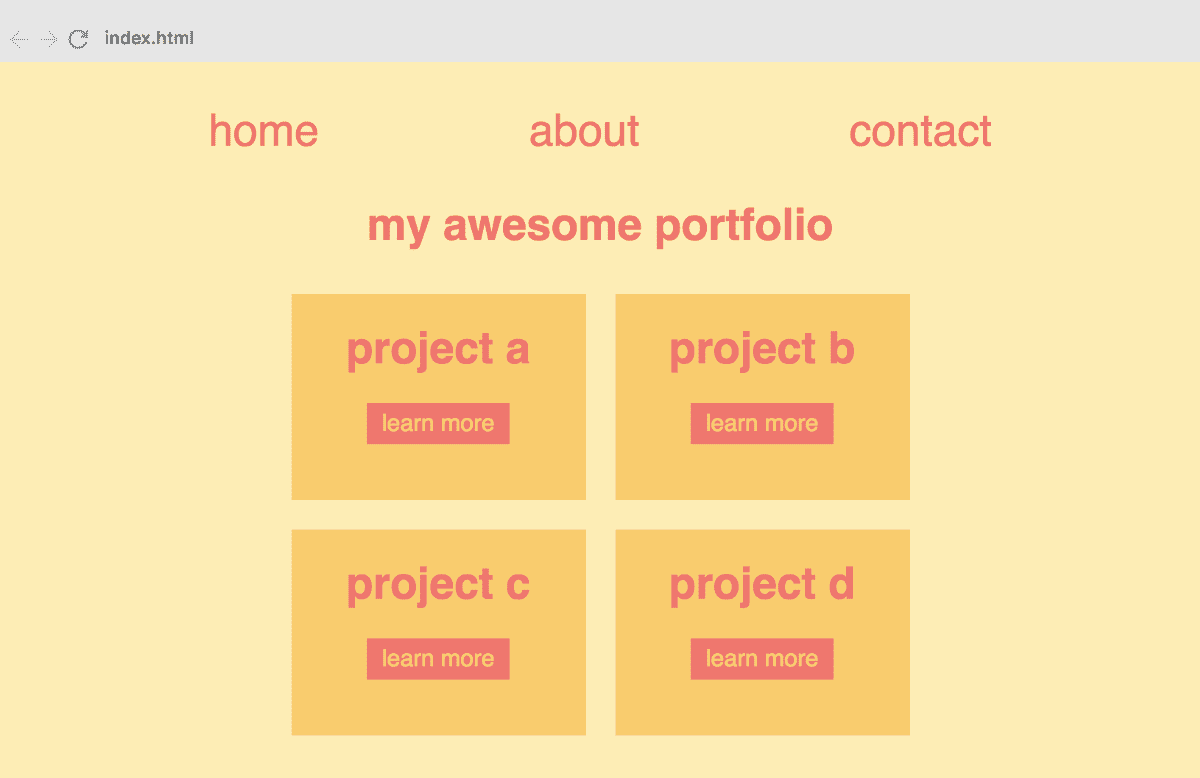 index.html
home about contact
my awesome portfolio
project a project b
learn more learn more
project c project d
learn more learn more